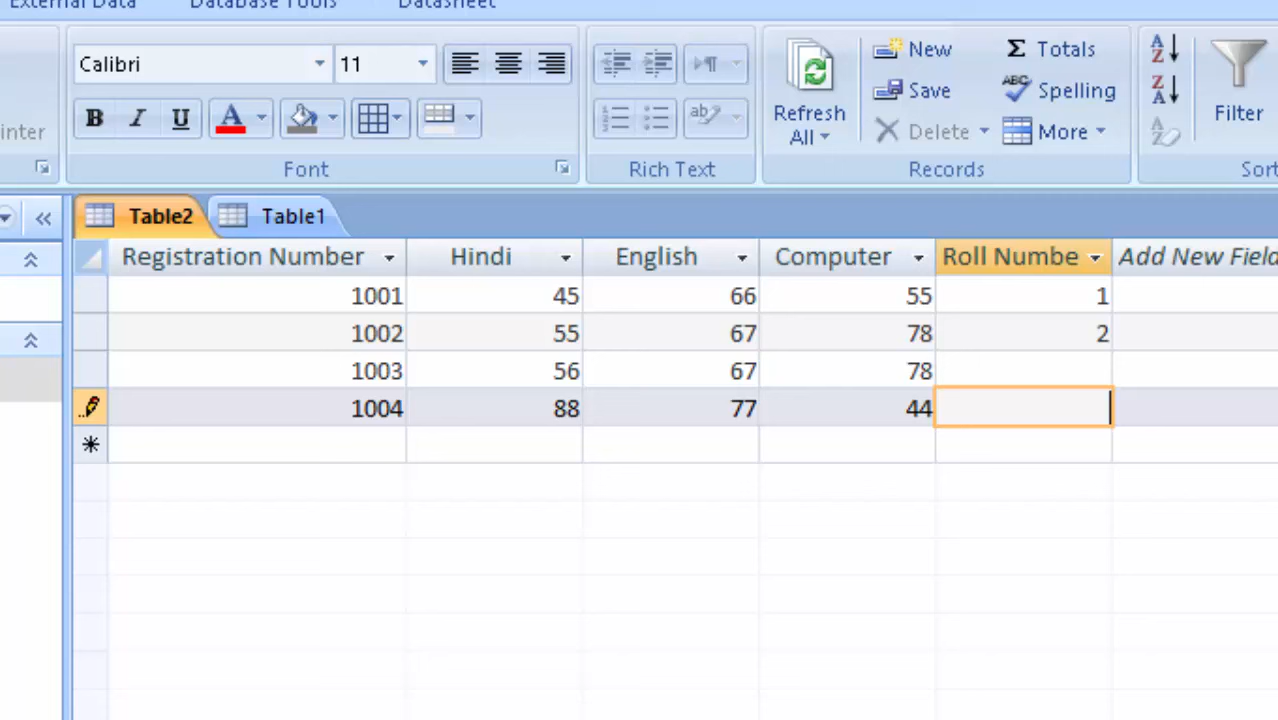 External Data Database Tools Datasheet
Calibri 11 New Totals
Save Spelling
Refresh All
Delete More
Filter
B I U A
inter
Font Rich Text Records Sort
Table2 Table1
Registration Number Hindi English Computer Roll Numbe Add New Field
1001 45 66 55 1
1002 55 67 78 2
1003 56 67 78
1004 88 77 44